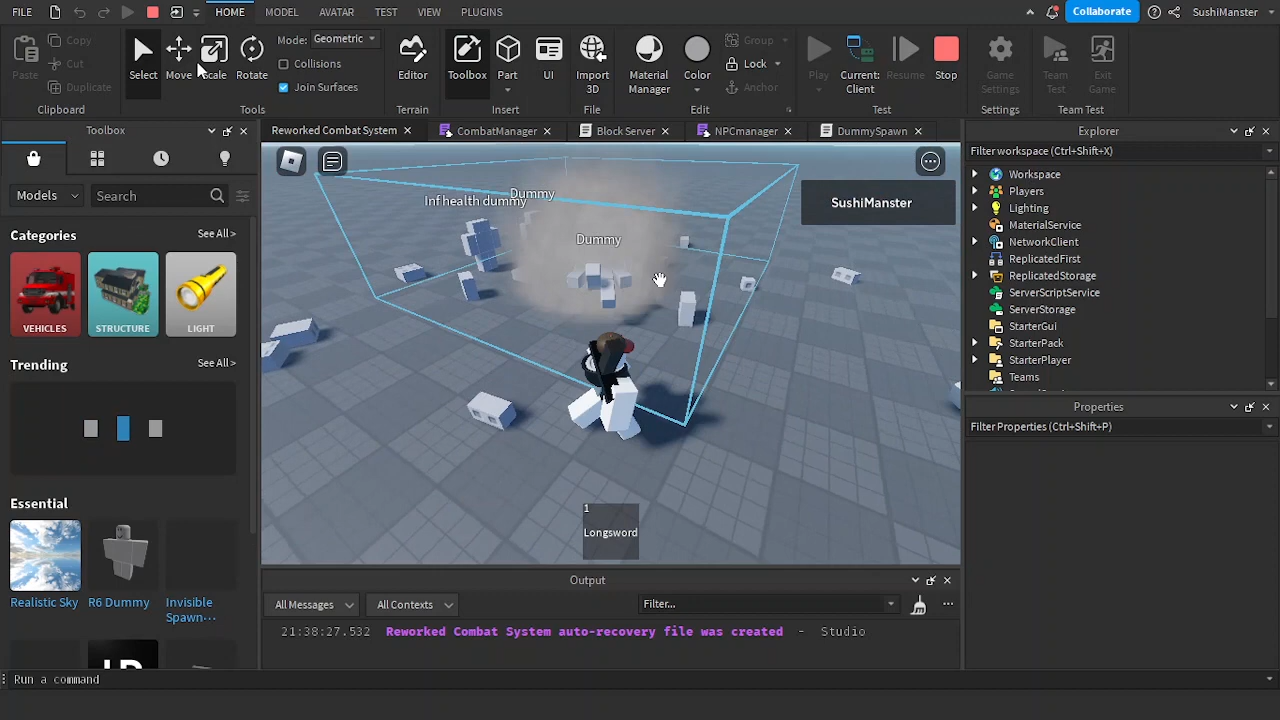 FILE
HOME
MODEL
AVATAR
TEST
VIEW
PLUGINS
Collaborate
SushiManster
Paste
Copy
Cut
Duplicate
Clipboard
Select
Move
Scale
Rotate
Mode: Geometric
Collisions
Join Surfaces
Tools
Editor
Terrain
Toolbox
Part
UI
Insert
Import
3D
File
Material
Manager
Color
Group
Lock
Anchor
Edit
Play
Current:
Client
Resume
Stop
Test
Game
Settings
Settings
Team
Test
Exit
Game
Team Test
Toolbox
Models
Search
Categories
See All>
VEHICLES
STRUCTURE
LIGHT
Trending
See All>
Essential
Realistic Sky
R6 Dummy
Invisible
Spawn...
Reworked Combat System
CombatManager
Block Server
NPCmanager
DummySpawn
Inf health dummy
Dummy
Dummy
SushiManster
1
Longsword
Output
All Messages
All Contexts
Filter...
21:38:27.532 Reworked Combat System auto-recovery file was created - Studio
Explorer
Filter workspace (Ctrl+Shift+X)
Workspace
Players
Lighting
MaterialService
NetworkClient
ReplicatedFirst
ReplicatedStorage
ServerScriptService
ServerStorage
StarterGui
StarterPack
StarterPlayer
Teams
Properties
Filter Properties (Ctrl+Shift+P)
Run a command